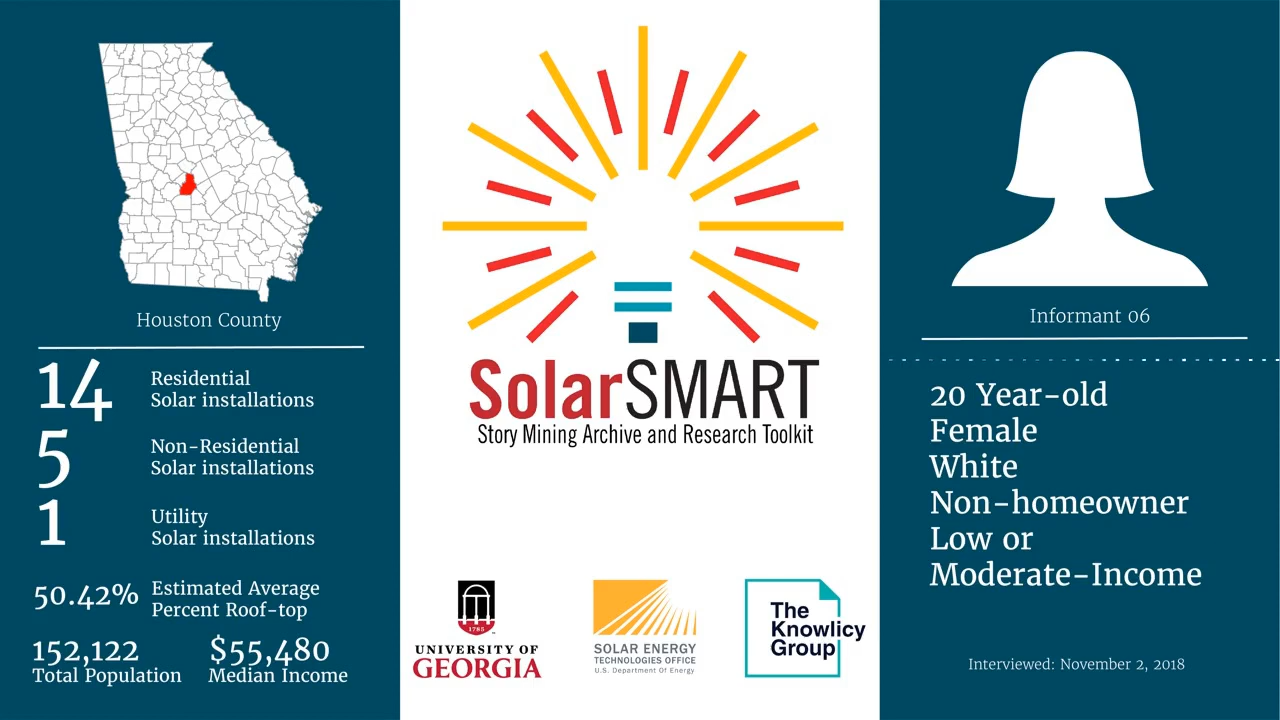 Houston County
14
Residential
Solar installations
5
Non-Residential
Solar installations
1
Utility
Solar installations
50.42%
Estimated Average
Percent Roof-top
152,122
Total Population
$55,480
Median Income
SolarSMART
Story Mining Archive and Research Toolkit
1785
UNIVERSITY OF
GEORGIA
SOLAR ENERGY
TECHNOLOGIES OFFICE
U.S. Department Of Energy
The
Knowlicy
Group
Informant 06
20 Year-old
Female
White
Non-homeowner
Low or
Moderate-Income
Interviewed: November 2, 2018